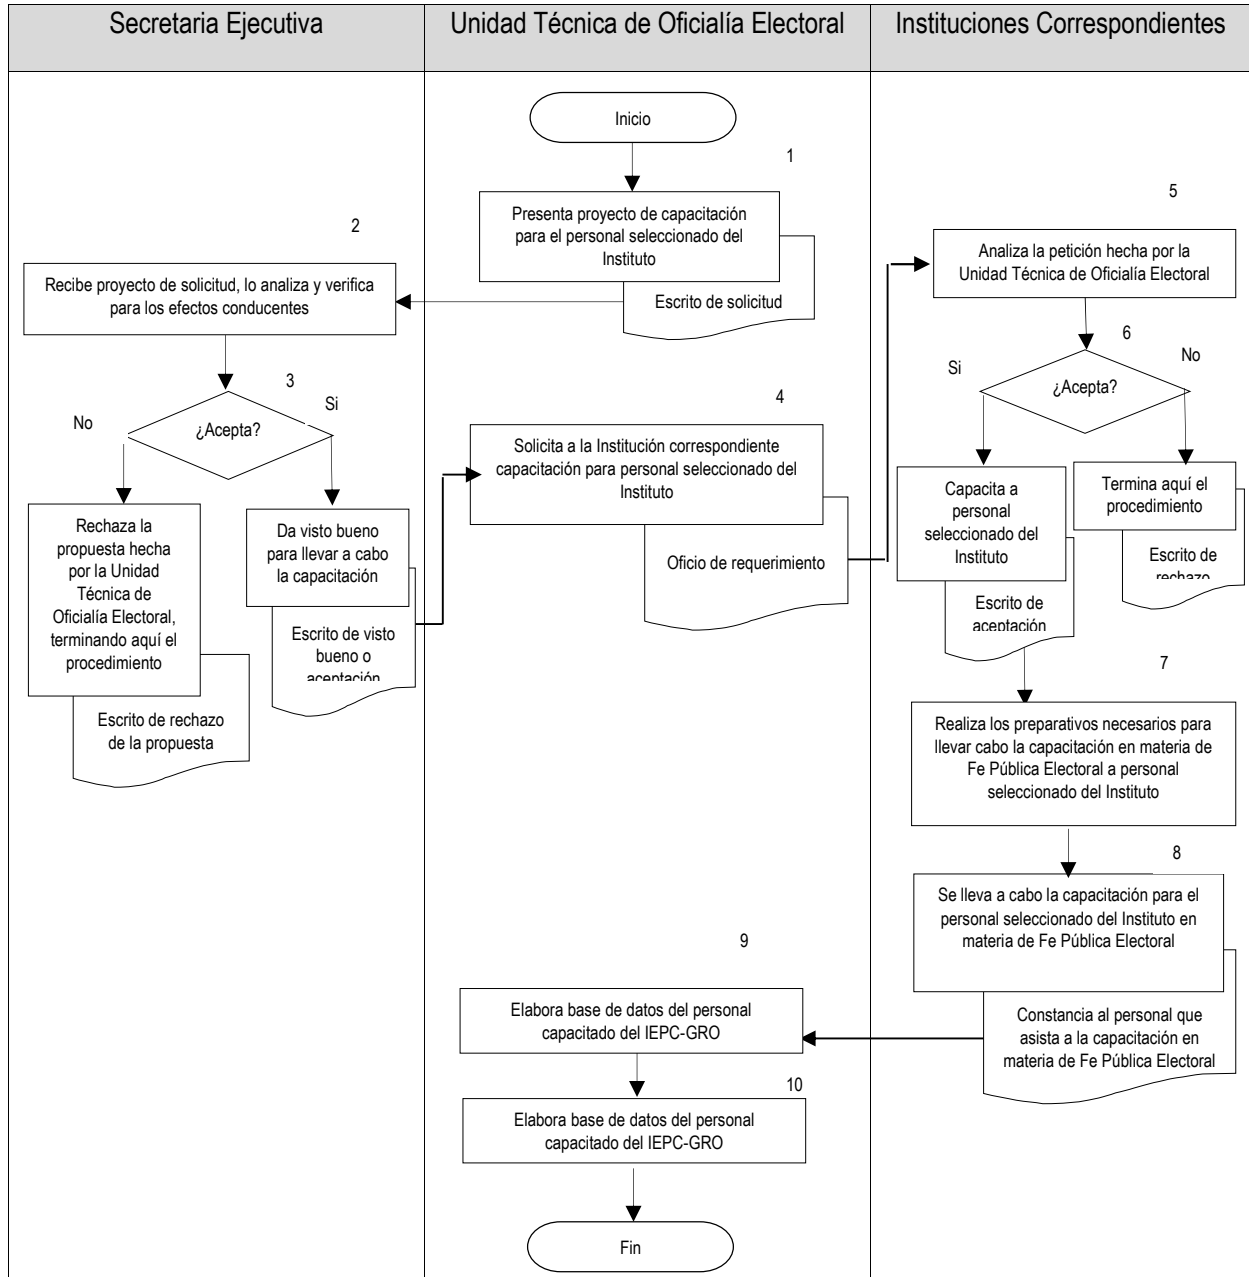 Secretaria Ejecutiva
Unidad Técnica de Oficialía Electoral
Instituciones Correspondientes
Inicio
1
Presenta proyecto de capacitación
para el personal seleccionado del
Instituto
Escrito de solicitud
2
Recibe proyecto de solicitud, lo analiza y verifica
para los efectos conducentes
3
¿Acepta?
No
Si
Rechaza la
propuesta hecha
por la Unidad
Técnica de
Oficialía Electoral,
terminando aquí el
procedimiento
Escrito de rechazo
de la propuesta
Da visto bueno
para llevar a cabo
la capacitación
Escrito de visto
bueno o
aceptación
4
Solicita a la Institución correspondiente
capacitación para personal seleccionado del
Instituto
Oficio de requerimiento
5
Analiza la petición hecha por la
Unidad Técnica de Oficialía Electoral
6
¿Acepta?
Si
No
Capacita a
personal
seleccionado del
Instituto
Escrito de
aceptación
Termina aquí el
procedimiento
Escrito de
rechazo
7
Realiza los preparativos necesarios para
llevar cabo la capacitación en materia de
Fe Pública Electoral a personal
seleccionado del Instituto
8
Se lleva a cabo la capacitación para el
personal seleccionado del Instituto en
materia de Fe Pública Electoral
Constancia al personal que
asista a la capacitación en
materia de Fe Pública Electoral
9
Elabora base de datos del personal
capacitado del IEPC-GRO
10
Elabora base de datos del personal
capacitado del IEPC-GRO
Fin